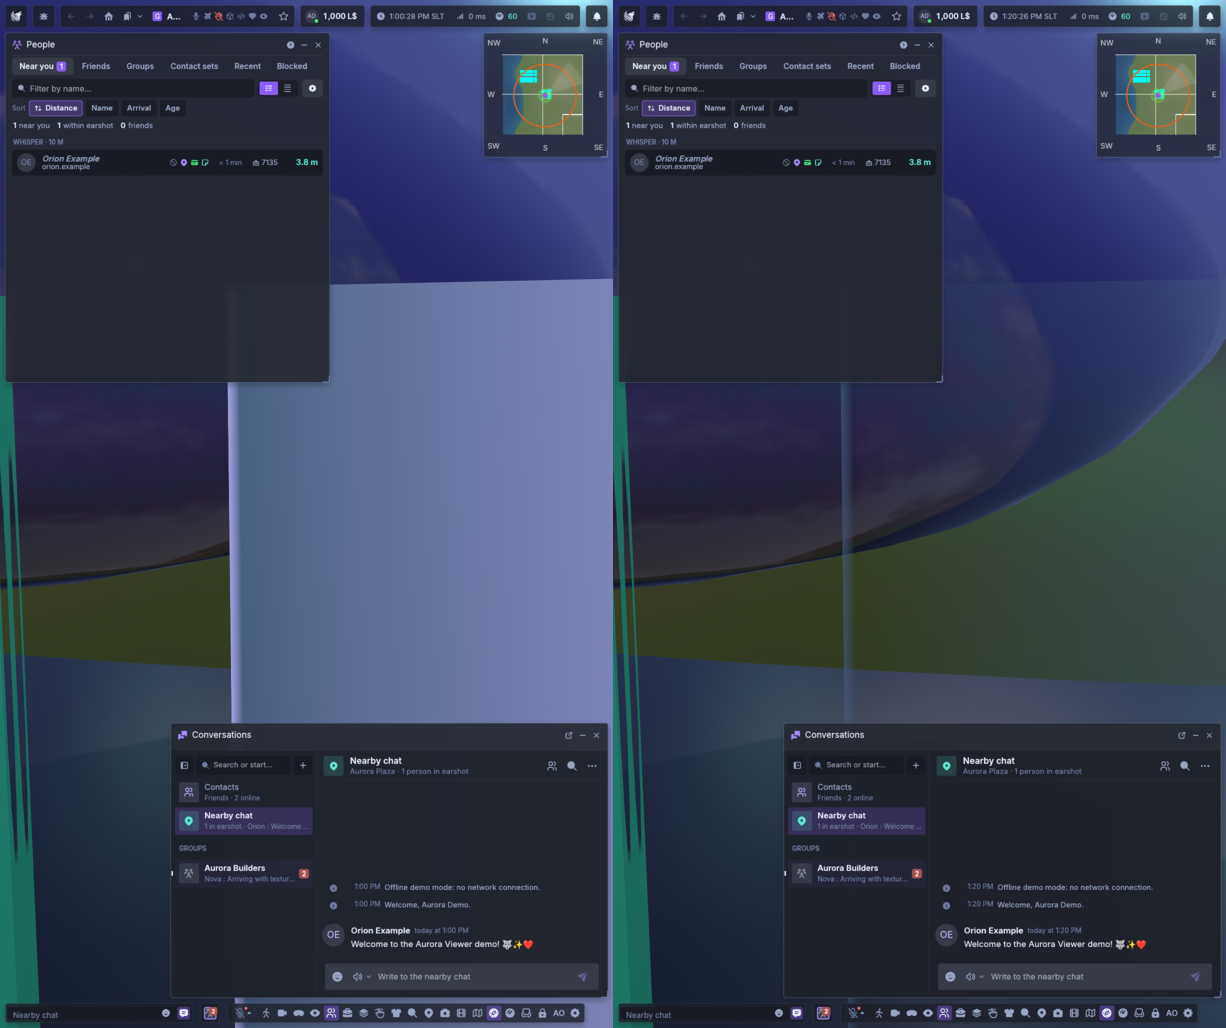 A... AD 1,000 L$ 1:00:28 PM SLT 0 ms 60
People
Near you 1 Friends Groups Contact sets Recent Blocked
Filter by name...
Sort Distance Name Arrival Age
1 near you 1 within earshot 0 friends
WHISPER · 10 M
OE Orion Example < 1 min 7135 3.8 m
orion.example
NW N NE
W E
SW S SE
Conversations
Search or start...
Contacts
Friends · 2 online
Nearby chat
1 in earshot · Orion : Welcome ...
GROUPS
Aurora Builders 2
Nova : Arriving with textur...
Nearby chat
Aurora Plaza · 1 person in earshot
1:00 PM Offline demo mode: no network connection.
1:00 PM Welcome, Aurora Demo.
OE Orion Example today at 1:00 PM
Welcome to the Aurora Viewer demo! 🐺✨❤️
Write to the nearby chat
Nearby chat 2 AO
G A... AD 1,000 L$ 1:20:26 PM SLT 0 ms 60
People
Near you 1 Friends Groups Contact sets Recent Blocked
Filter by name...
Sort Distance Name Arrival Age
1 near you 1 within earshot 0 friends
WHISPER · 10 M
OE Orion Example < 1 min 7135 3.8 m
orion.example
NW N NE
W E
SW S SE
Conversations
Search or start...
Contacts
Friends · 2 online
Nearby chat
1 in earshot · Orion : Welcome ...
GROUPS
Aurora Builders 2
Nova : Arriving with textur...
Nearby chat
Aurora Plaza · 1 person in earshot
1:20 PM Offline demo mode: no network connection.
1:20 PM Welcome, Aurora Demo.
OE Orion Example today at 1:20 PM
Welcome to the Aurora Viewer demo! 🐺✨❤️
Write to the nearby chat
Nearby chat 2 AO